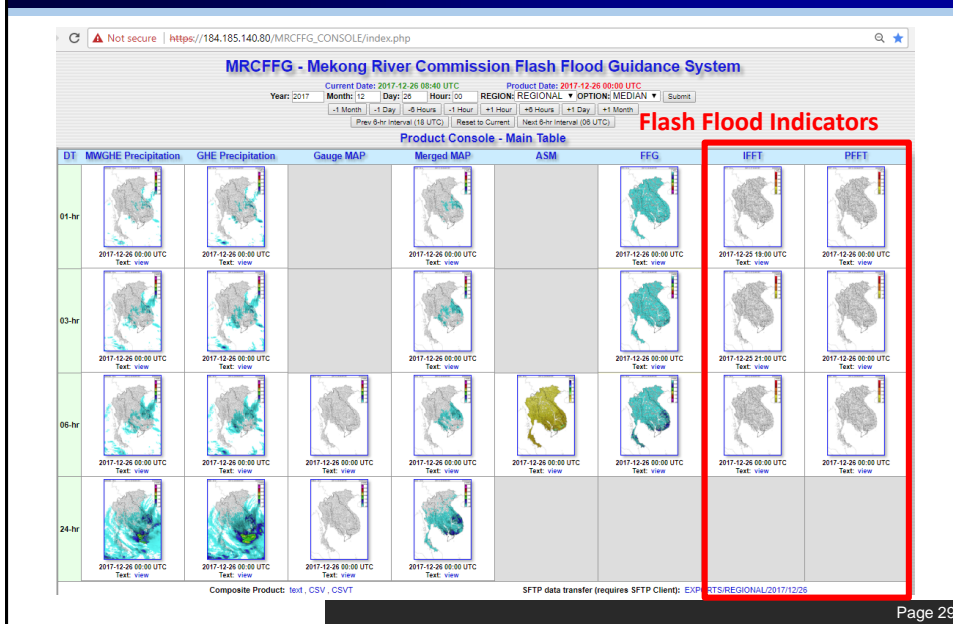 Not secure | https://184.185.140.80/MRCFFG_CONSOLE/index.php
MRCFFG - Mekong River Commission Flash Flood Guidance System
Current Date: 2017-12-26 08:40 UTC Product Date: 2017-12-26 00:00 UTC
Year: 2017 Month: 12 Day: 26 Hour: 00 REGION: REGIONAL OPTION: MEDIAN Submit
-1 Month -1 Day -6 Hours -1 Hour +1 Hour +6 Hours +1 Day +1 Month
Prev 6-hr Interval (18 UTC) Reset to Current Next 6-hr Interval (06 UTC)
Flash Flood Indicators
Product Console - Main Table
DT MWGHE Precipitation GHE Precipitation Gauge MAP Merged MAP ASM FFG IFFT PFFT
01-hr
2017-12-26 00:00 UTC 2017-12-26 00:00 UTC 2017-12-26 00:00 UTC 2017-12-26 00:00 UTC 2017-12-25 19:00 UTC 2017-12-26 00:00 UTC
Text: view Text: view Text: view Text: view Text: view Text: view
03-hr
2017-12-26 00:00 UTC 2017-12-26 00:00 UTC 2017-12-26 00:00 UTC 2017-12-26 00:00 UTC 2017-12-25 21:00 UTC 2017-12-26 00:00 UTC
Text: view Text: view Text: view Text: view Text: view Text: view
06-hr
2017-12-26 00:00 UTC 2017-12-26 00:00 UTC 2017-12-26 00:00 UTC 2017-12-26 00:00 UTC 2017-12-26 00:00 UTC 2017-12-26 00:00 UTC 2017-12-26 00:00 UTC 2017-12-26 00:00 UTC
Text: view Text: view Text: view Text: view Text: view Text: view Text: view Text: view
24-hr
2017-12-26 00:00 UTC 2017-12-26 00:00 UTC 2017-12-26 00:00 UTC 2017-12-26 00:00 UTC
Text: view Text: view Text: view Text: view
Composite Product: text , CSV , CSVT SFTP data transfer (requires SFTP Client): EXPORTS/REGIONAL/2017/12/26
Page 29